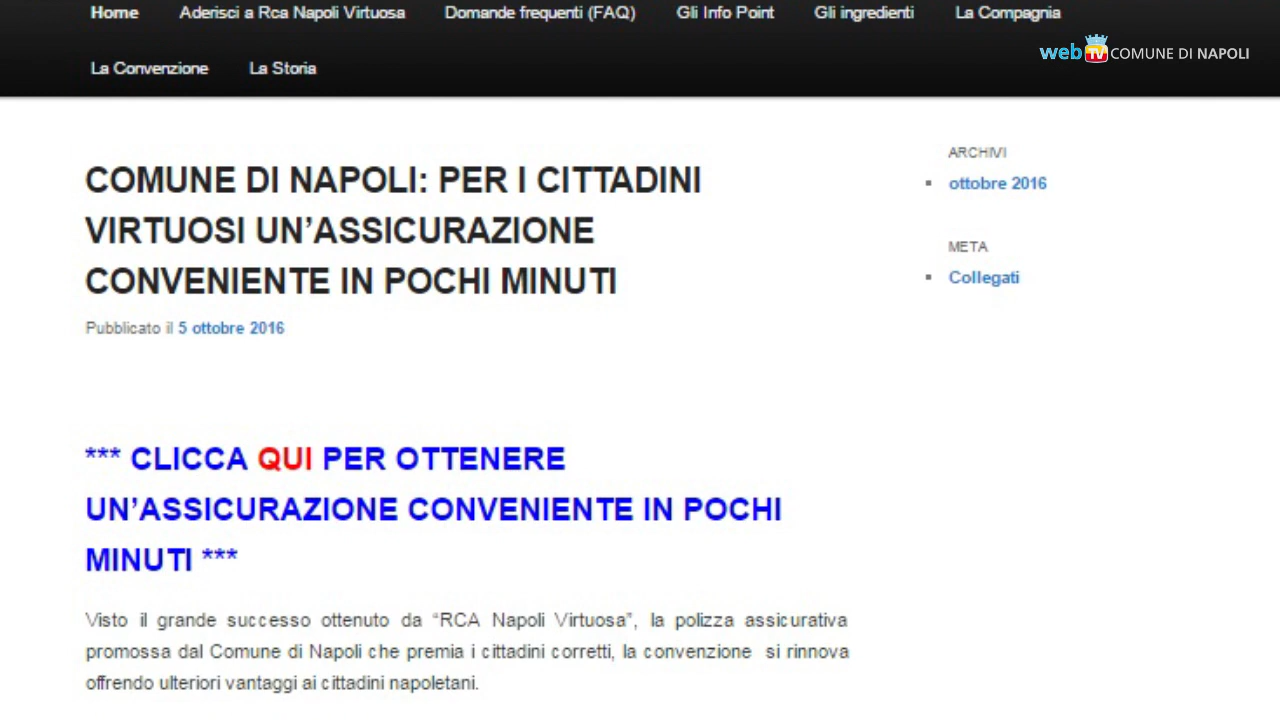 Home Aderisci a Rca Napoli Virtuosa Domande frequenti (FAQ) Gli Info Point Gli ingredienti La Compagnia
web TV COMUNE DI NAPOLI
La Convenzione La Storia
COMUNE DI NAPOLI: PER I CITTADINI
VIRTUOSI UN’ASSICURAZIONE
CONVENIENTE IN POCHI MINUTI
Pubblicato il 5 ottobre 2016
*** CLICCA QUI PER OTTENERE
UN’ASSICURAZIONE CONVENIENTE IN POCHI
MINUTI ***
Visto il grande successo ottenuto da “RCA Napoli Virtuosa”, la polizza assicurativa
promossa dal Comune di Napoli che premia i cittadini corretti, la convenzione si rinnova
offrendo ulteriori vantaggi ai cittadini napoletani.
ARCHIVI
ottobre 2016
META
Collegati